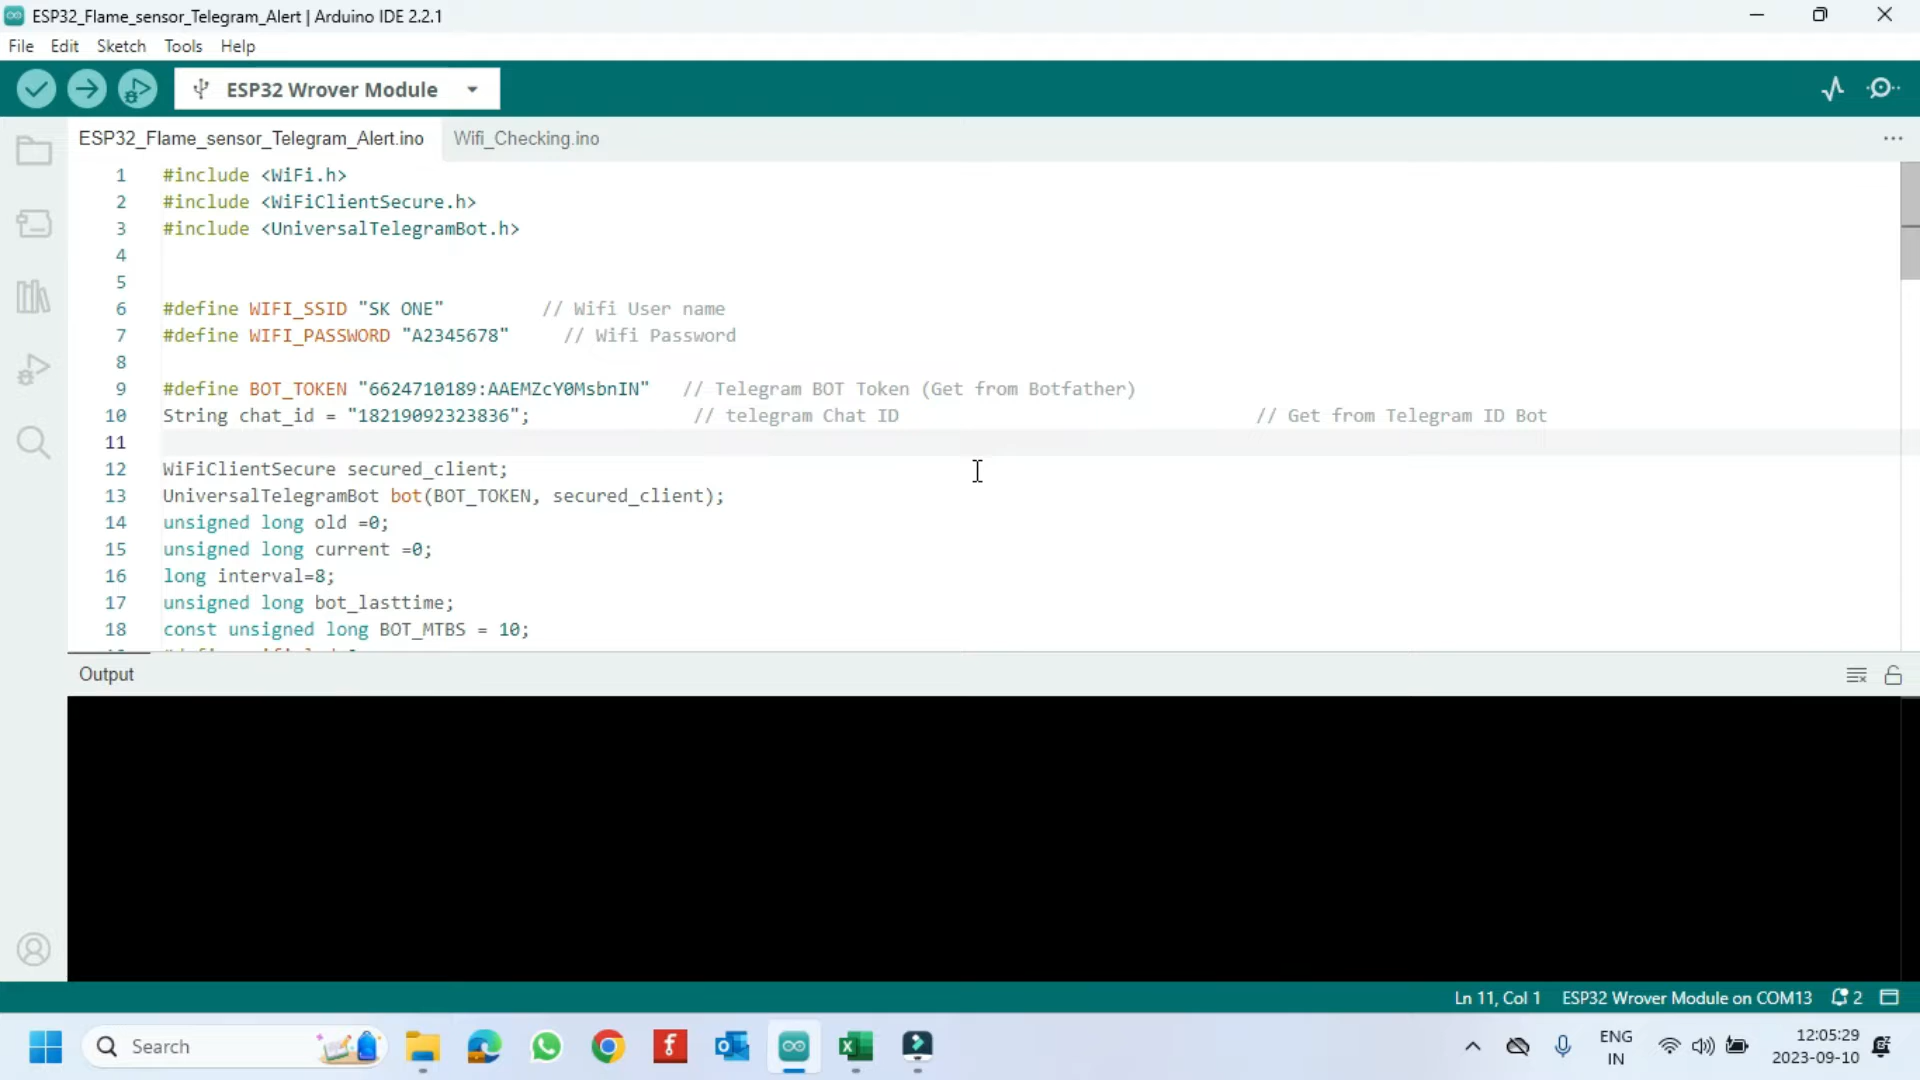 ESP32_Flame_sensor_Telegram_Alert | Arduino IDE 2.2.1
File Edit Sketch Tools Help
ESP32 Wrover Module
ESP32_Flame_sensor_Telegram_Alert.ino Wifi_Checking.ino
1 #include <WiFi.h>
2 #include <WiFiClientSecure.h>
3 #include <UniversalTelegramBot.h>
4
5
6 #define WIFI_SSID "SK ONE" // Wifi User name
7 #define WIFI_PASSWORD "A2345678" // Wifi Password
8
9 #define BOT_TOKEN "6624710189:AAEMZcY0MsbnIN" // Telegram BOT Token (Get from Botfather)
10 String chat_id = "18219092323836"; // telegram Chat ID // Get from Telegram ID Bot
11
12 WiFiClientSecure secured_client;
13 UniversalTelegramBot bot(BOT_TOKEN, secured_client);
14 unsigned long old =0;
15 unsigned long current =0;
16 long interval=8;
17 unsigned long bot_lasttime;
18 const unsigned long BOT_MTBS = 10;
Output
Ln 11, Col 1 ESP32 Wrover Module on COM13 2
Search
ENG
IN
12:05:29
2023-09-10